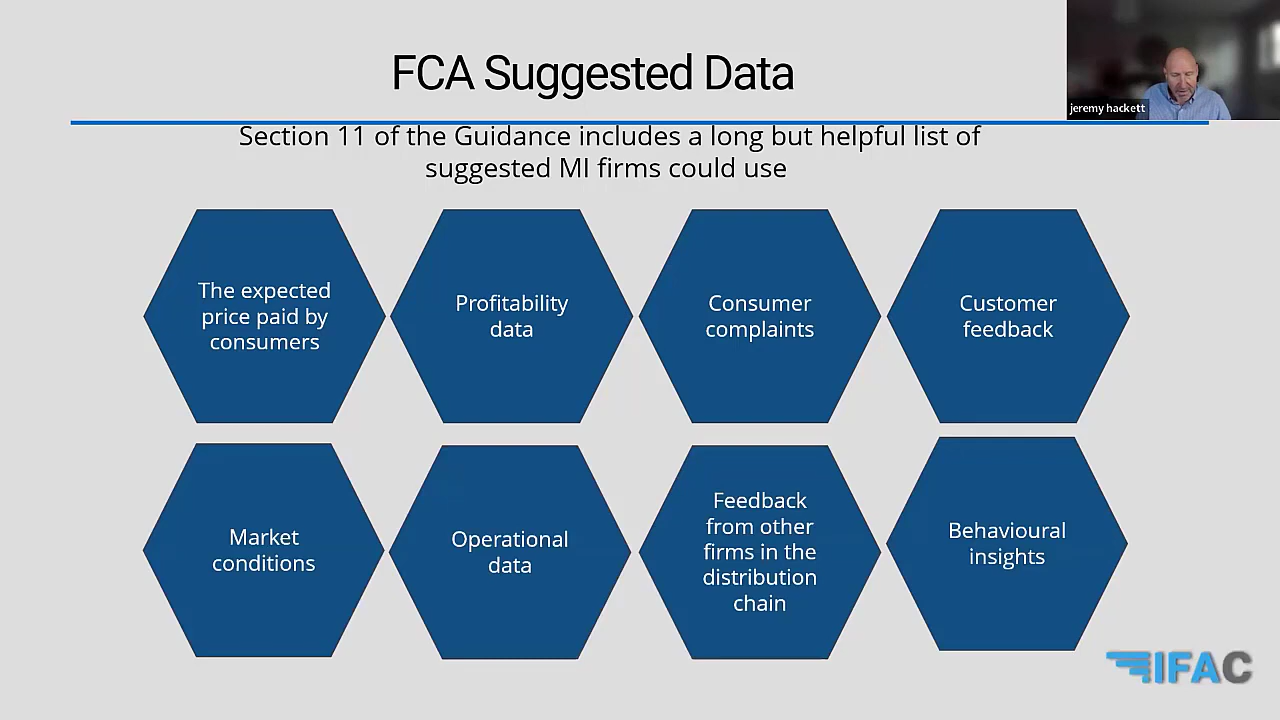 FCA Suggested Data
jeremy hackett
Section 11 of the Guidance includes a long but helpful list of
suggested MI firms could use
The expected
price paid by
consumers
Profitability
data
Consumer
complaints
Customer
feedback
Market
conditions
Operational
data
Feedback
from other
firms in the
distribution
chain
Behavioural
insights
IFAC